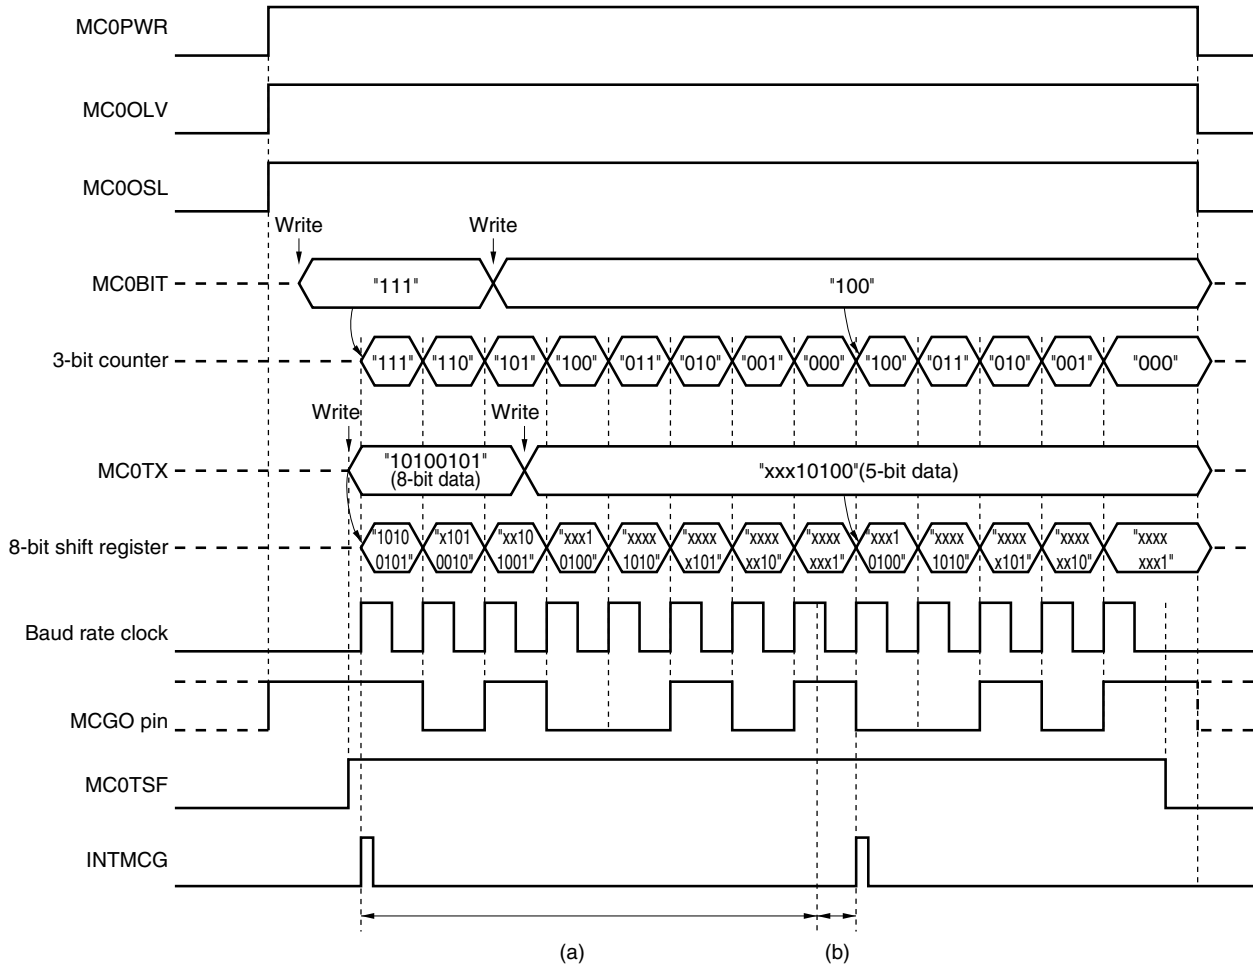 MC0PWR
MC0OLV
MC0OSL
Write Write
MC0BIT "111" "100"
3-bit counter "111" "110" "101" "100" "011" "010" "001" "000" "100" "011" "010" "001" "000"
Write Write
MC0TX "10100101" "xxx10100"(5-bit data)
(8-bit data)
8-bit shift register "1010 "x101 "xx10 "xxx1 "xxxx "xxxx "xxxx "xxxx "xxx1 "xxxx "xxxx "xxxx "xxxx
0101" 0010" 1001" 0100" 1010" x101" xx10" xxx1" 0100" 1010" x101" xx10" xxx1"
Baud rate clock
MCGO pin
MC0TSF
INTMCG
(a) (b)